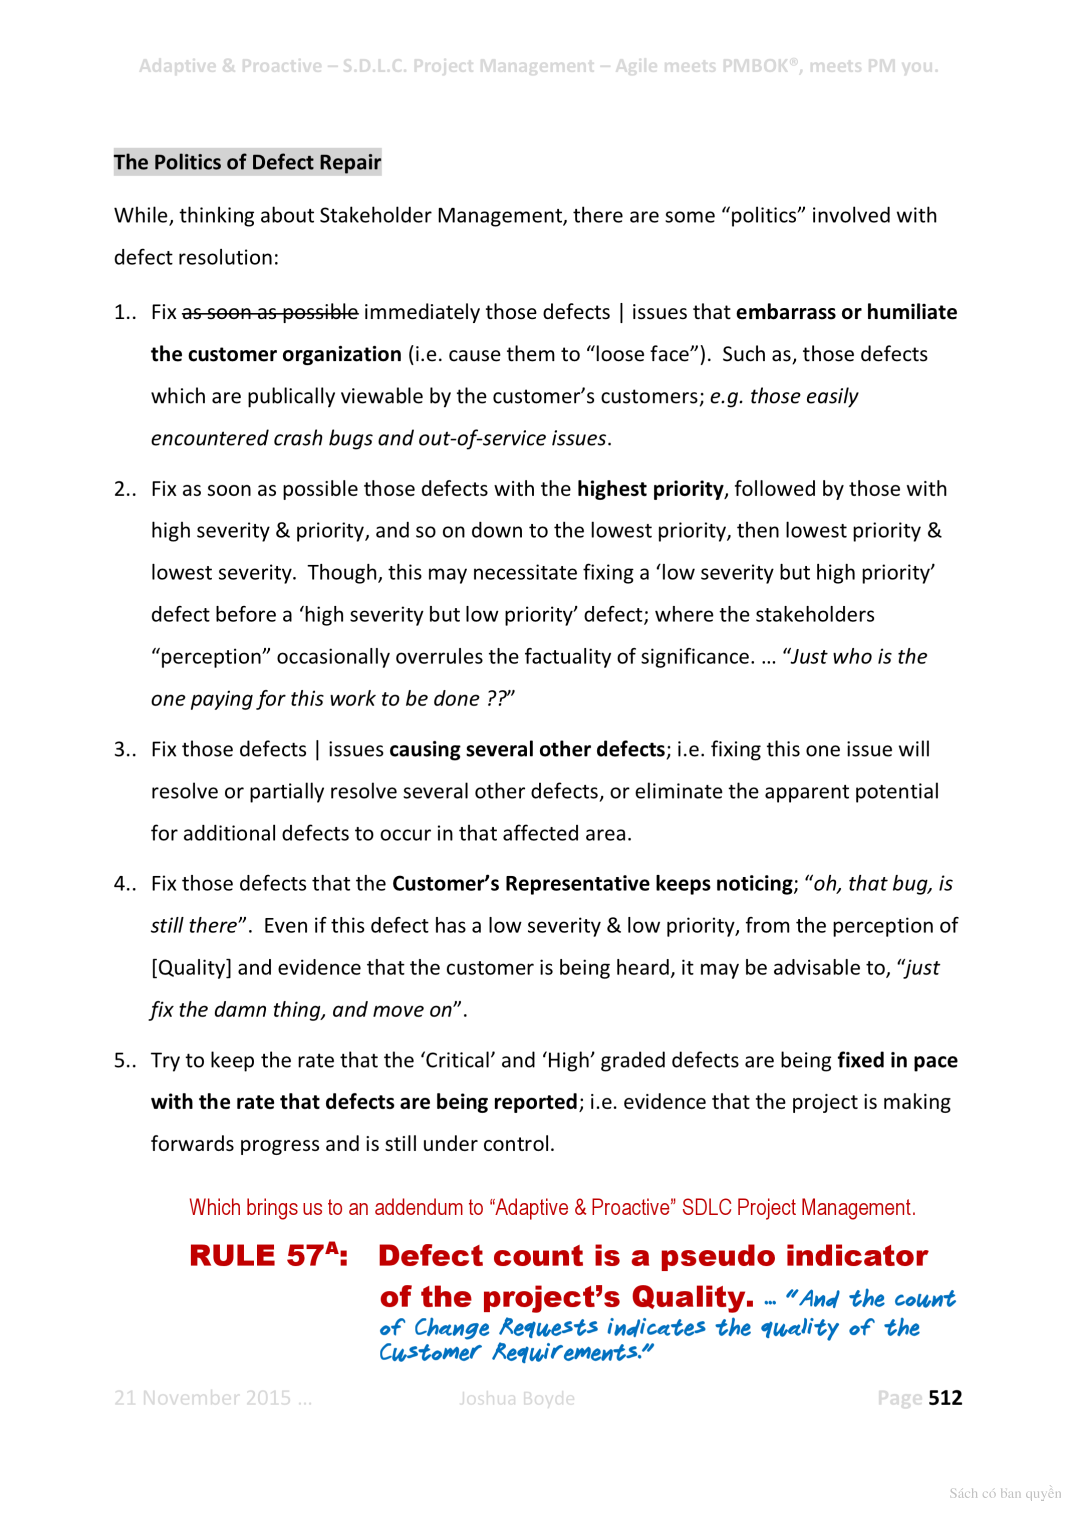 Adaptive & Proactive – S.D.L.C. Project Management – Agile meets PMBOK®, meets PM you.
The Politics of Defect Repair
While, thinking about Stakeholder Management, there are some “politics” involved with
defect resolution:
1.. Fix as soon as possible immediately those defects | issues that embarrass or humiliate
the customer organization (i.e. cause them to “loose face”).  Such as, those defects
which are publically viewable by the customer’s customers; e.g. those easily
encountered crash bugs and out-of-service issues.
2.. Fix as soon as possible those defects with the highest priority, followed by those with
high severity & priority, and so on down to the lowest priority, then lowest priority &
lowest severity.  Though, this may necessitate fixing a ‘low severity but high priority’
defect before a ‘high severity but low priority’ defect; where the stakeholders
“perception” occasionally overrules the factuality of significance. … “Just who is the
one paying for this work to be done ??”
3.. Fix those defects | issues causing several other defects; i.e. fixing this one issue will
resolve or partially resolve several other defects, or eliminate the apparent potential
for additional defects to occur in that affected area.
4.. Fix those defects that the Customer’s Representative keeps noticing; “oh, that bug, is
still there”.  Even if this defect has a low severity & low priority, from the perception of
[Quality] and evidence that the customer is being heard, it may be advisable to, “just
fix the damn thing, and move on”.
5.. Try to keep the rate that the ‘Critical’ and ‘High’ graded defects are being fixed in pace
with the rate that defects are being reported; i.e. evidence that the project is making
forwards progress and is still under control.
Which brings us to an addendum to “Adaptive & Proactive” SDLC Project Management.
RULE 57ᴬ: Defect count is a pseudo indicator
of the project’s Quality. … “And the count
of Change Requests indicates the quality of the
Customer Requirements.”
21 November 2015 … Joshua Boyde Page 512
Sách có bản quyền